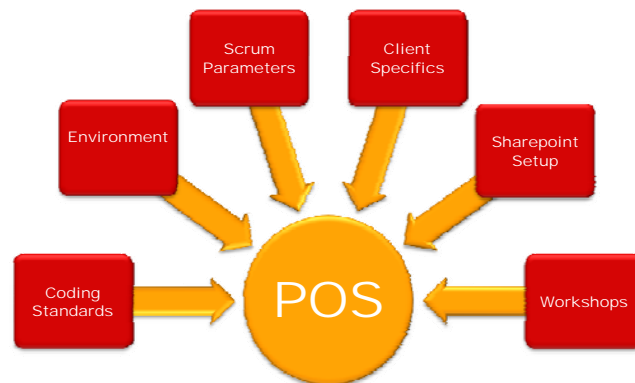 Scrum
Parameters
Client
Specifics
Environment
Sharepoint
Setup
Coding
Standards
POS
Workshops